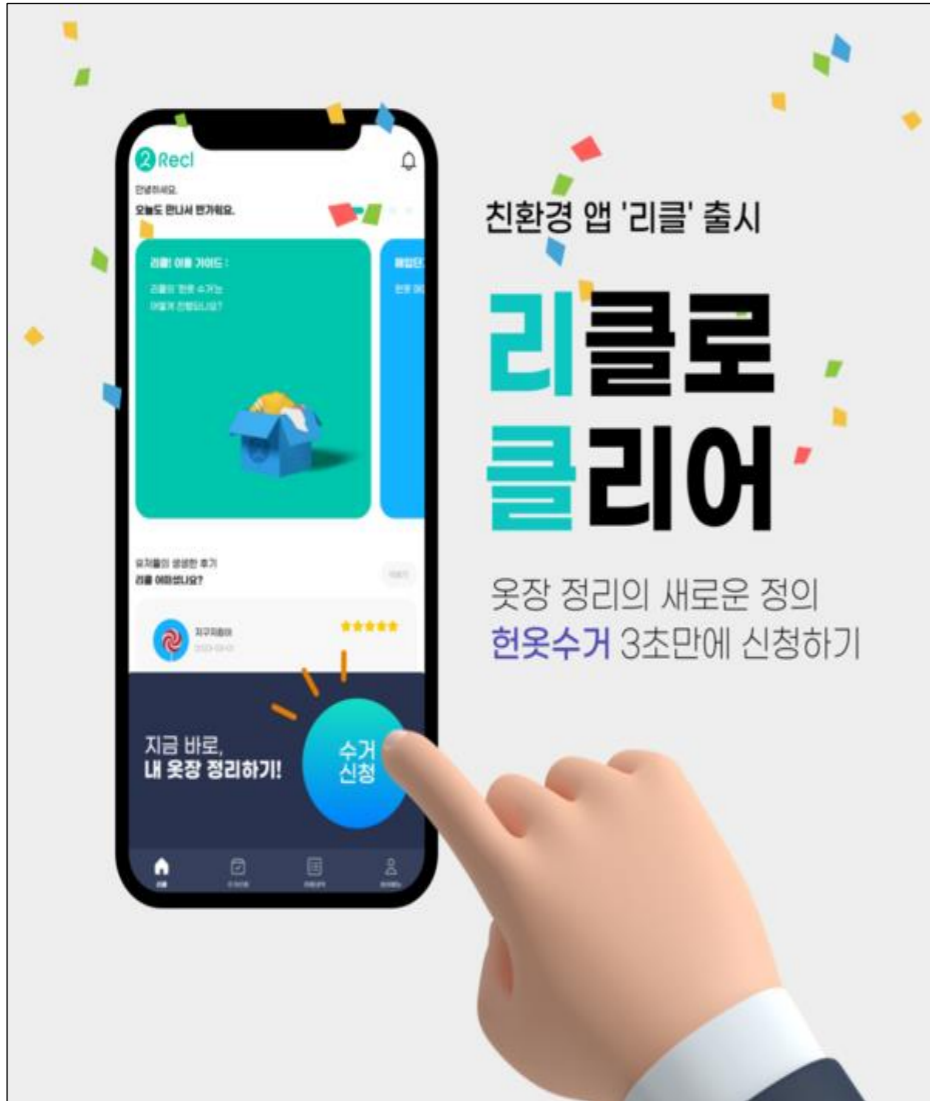 Recl
안녕하세요.
오늘도 만나서 반가워요.
리클! 이용 가이드 :
리클의 '헌옷 수거'는
어떻게 진행되나요?
유저들의 생생한 후기
리클 어떠셨나요?
지금 바로,
내 옷장 정리하기!
수거
신청
리클
친환경 앱 '리클' 출시
리클로
클리어
옷장 정리의 새로운 정의
헌옷수거 3초만에 신청하기